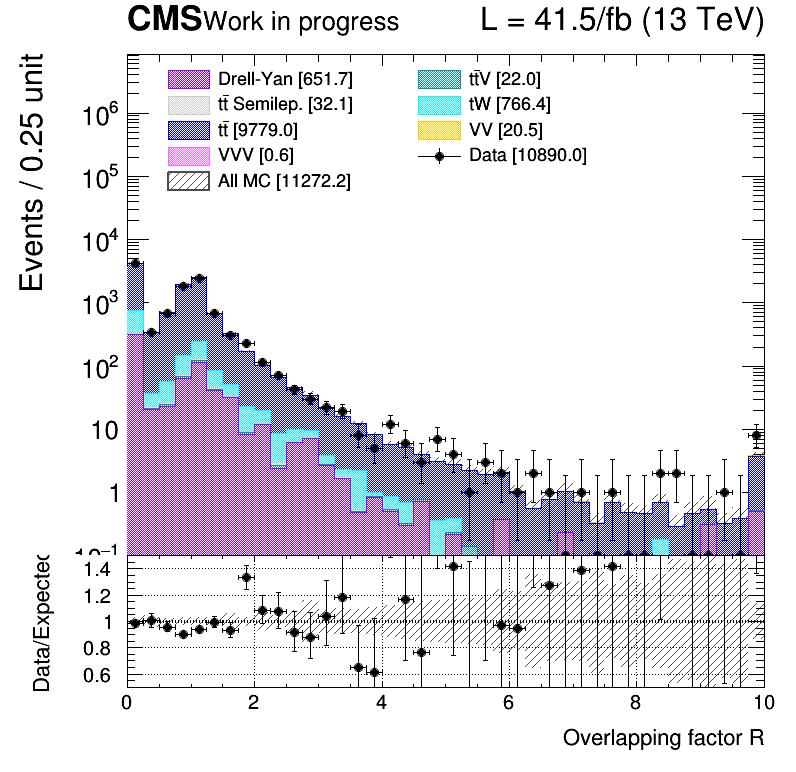 CMS Work in progress L = 41.5/fb (13 TeV)
Events / 0.25 unit
Drell-Yan [651.7]
tt̄V [22.0]
tt̄ Semilep. [32.1]
tW [766.4]
tt̄ [9779.0]
VV [20.5]
VVV [0.6]
Data [10890.0]
All MC [11272.2]
10⁶
10⁵
10⁴
10³
10²
10
1
10⁻¹
Data/Expected
1.4
1.2
1
0.8
0.6
0 2 4 6 8 10
Overlapping factor R